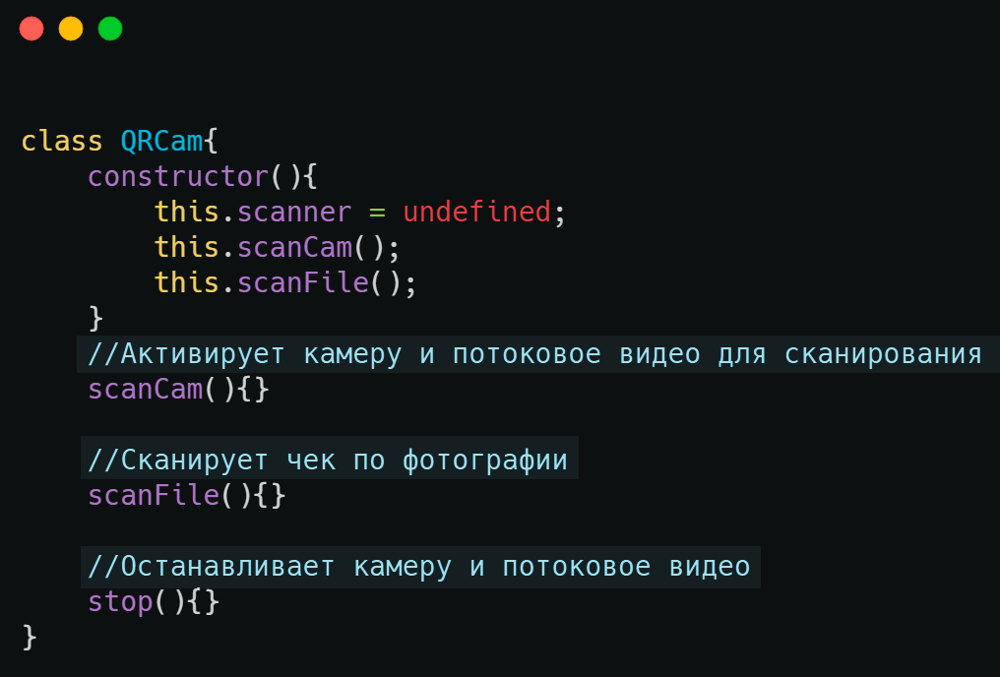 class QRCam{
    constructor(){
        this.scanner = undefined;
        this.scanCam();
        this.scanFile();
    }
    //Активирует камеру и потоковое видео для сканирования
    scanCam(){}

    //Сканирует чек по фотографии
    scanFile(){}

    //Останавливает камеру и потоковое видео
    stop(){}
}